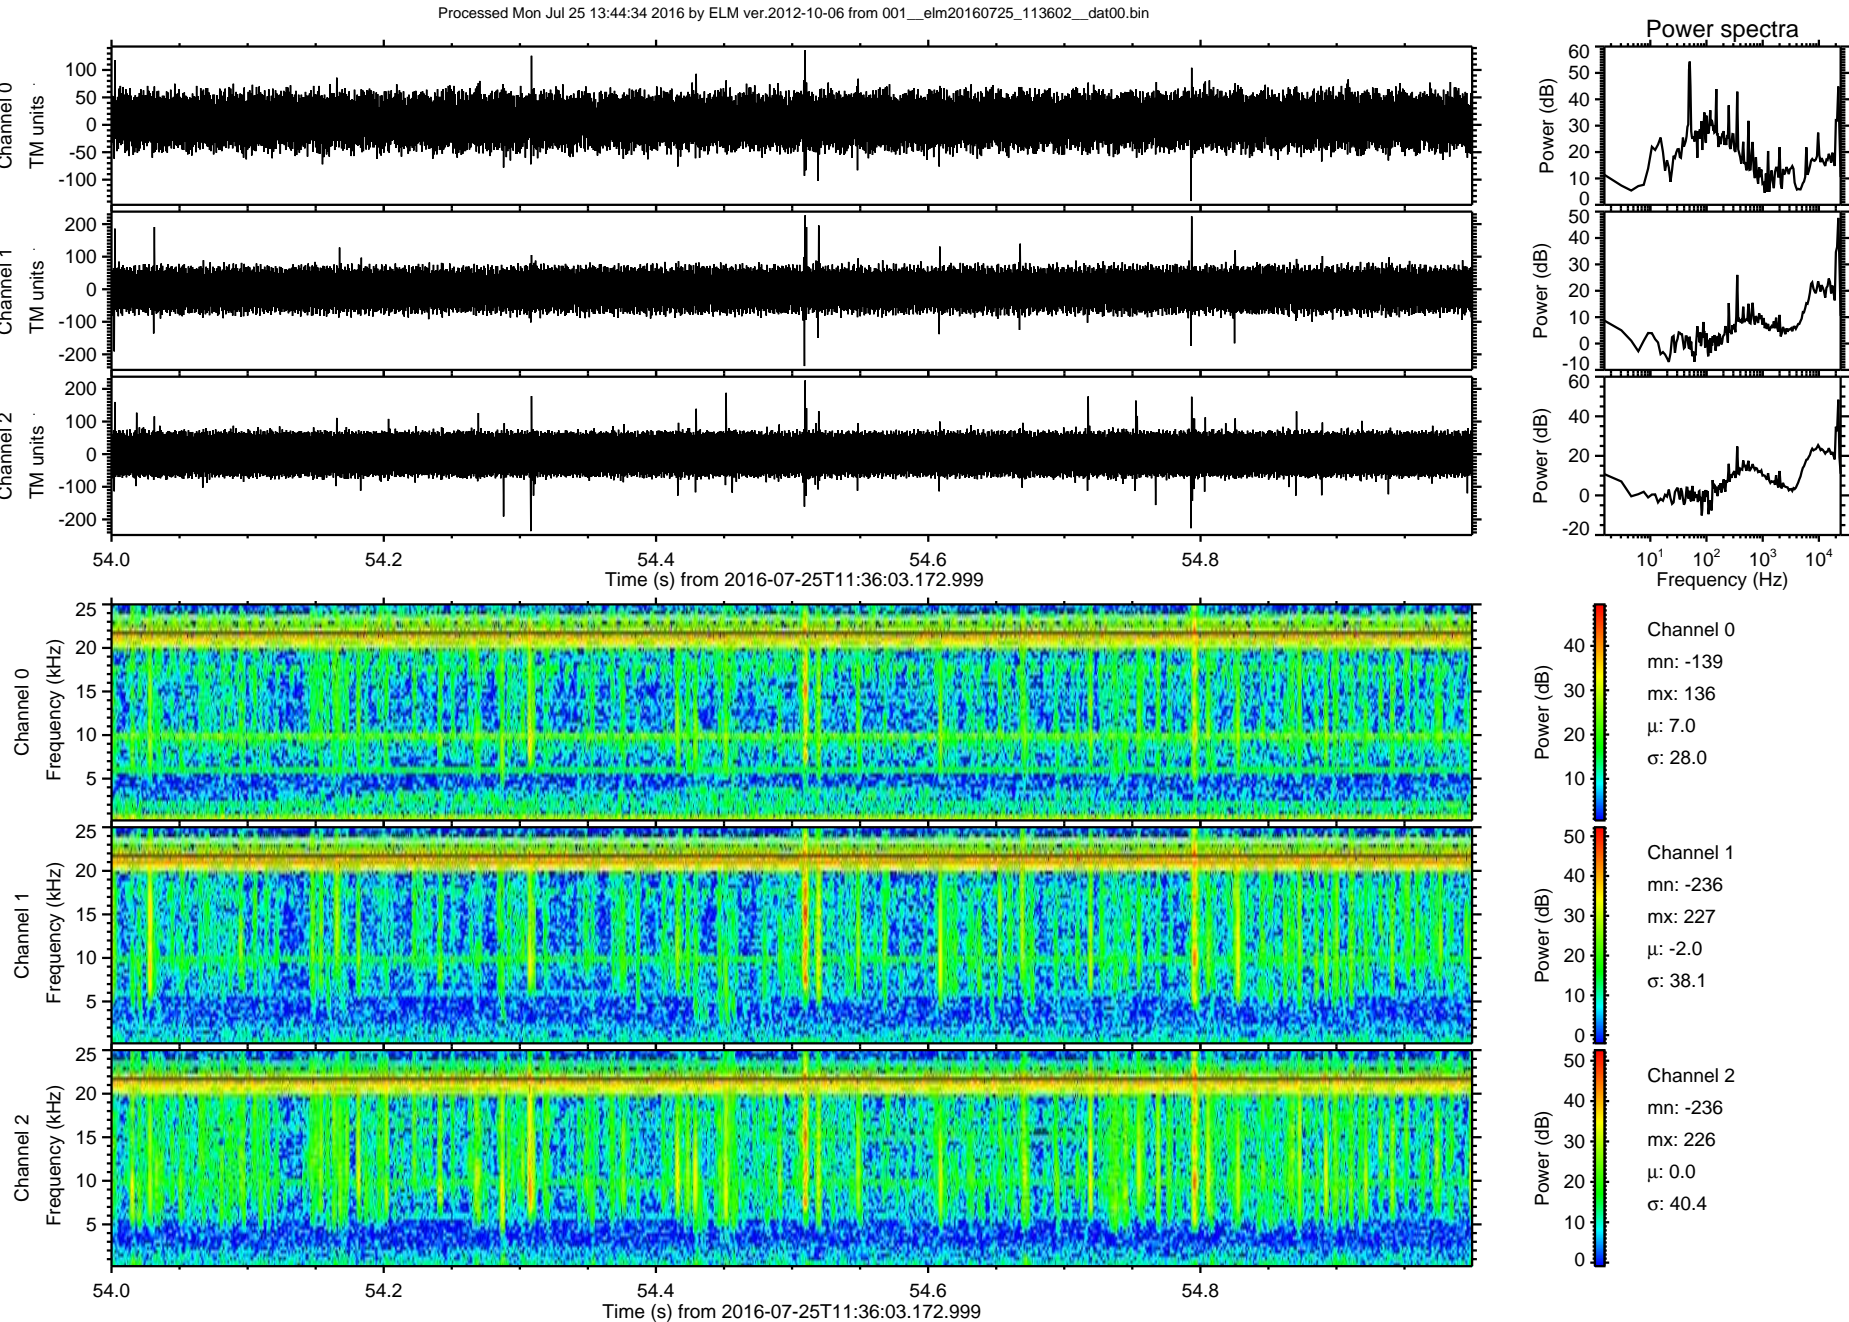 Processed Mon Jul 25 13:44:34 2016 by ELM ver.2012-10-06 from 001__elm20160725_113602__dat00.bin
Power spectra
Channel 0
TM units
100
50
0
-50
-100
Power (dB)
60
50
40
30
20
10
0
Channel 1
TM units
200
100
0
-100
-200
Power (dB)
50
40
30
20
10
0
-10
Channel 2
TM units
200
100
0
-100
-200
Power (dB)
60
40
20
0
-20
54.0 54.2 54.4 54.6 54.8
Time (s) from 2016-07-25T11:36:03.172.999
10¹ 10² 10³ 10⁴
Frequency (Hz)
Channel 0
Frequency (kHz)
25
20
15
10
5
Power (dB)
40
30
20
10
Channel 0
mn: -139
mx: 136
μ: 7.0
σ: 28.0
Channel 1
Frequency (kHz)
25
20
15
10
5
Power (dB)
50
40
30
20
10
0
Channel 1
mn: -236
mx: 227
μ: -2.0
σ: 38.1
Channel 2
Frequency (kHz)
25
20
15
10
5
Power (dB)
50
40
30
20
10
0
Channel 2
mn: -236
mx: 226
μ: 0.0
σ: 40.4
54.0 54.2 54.4 54.6 54.8
Time (s) from 2016-07-25T11:36:03.172.999